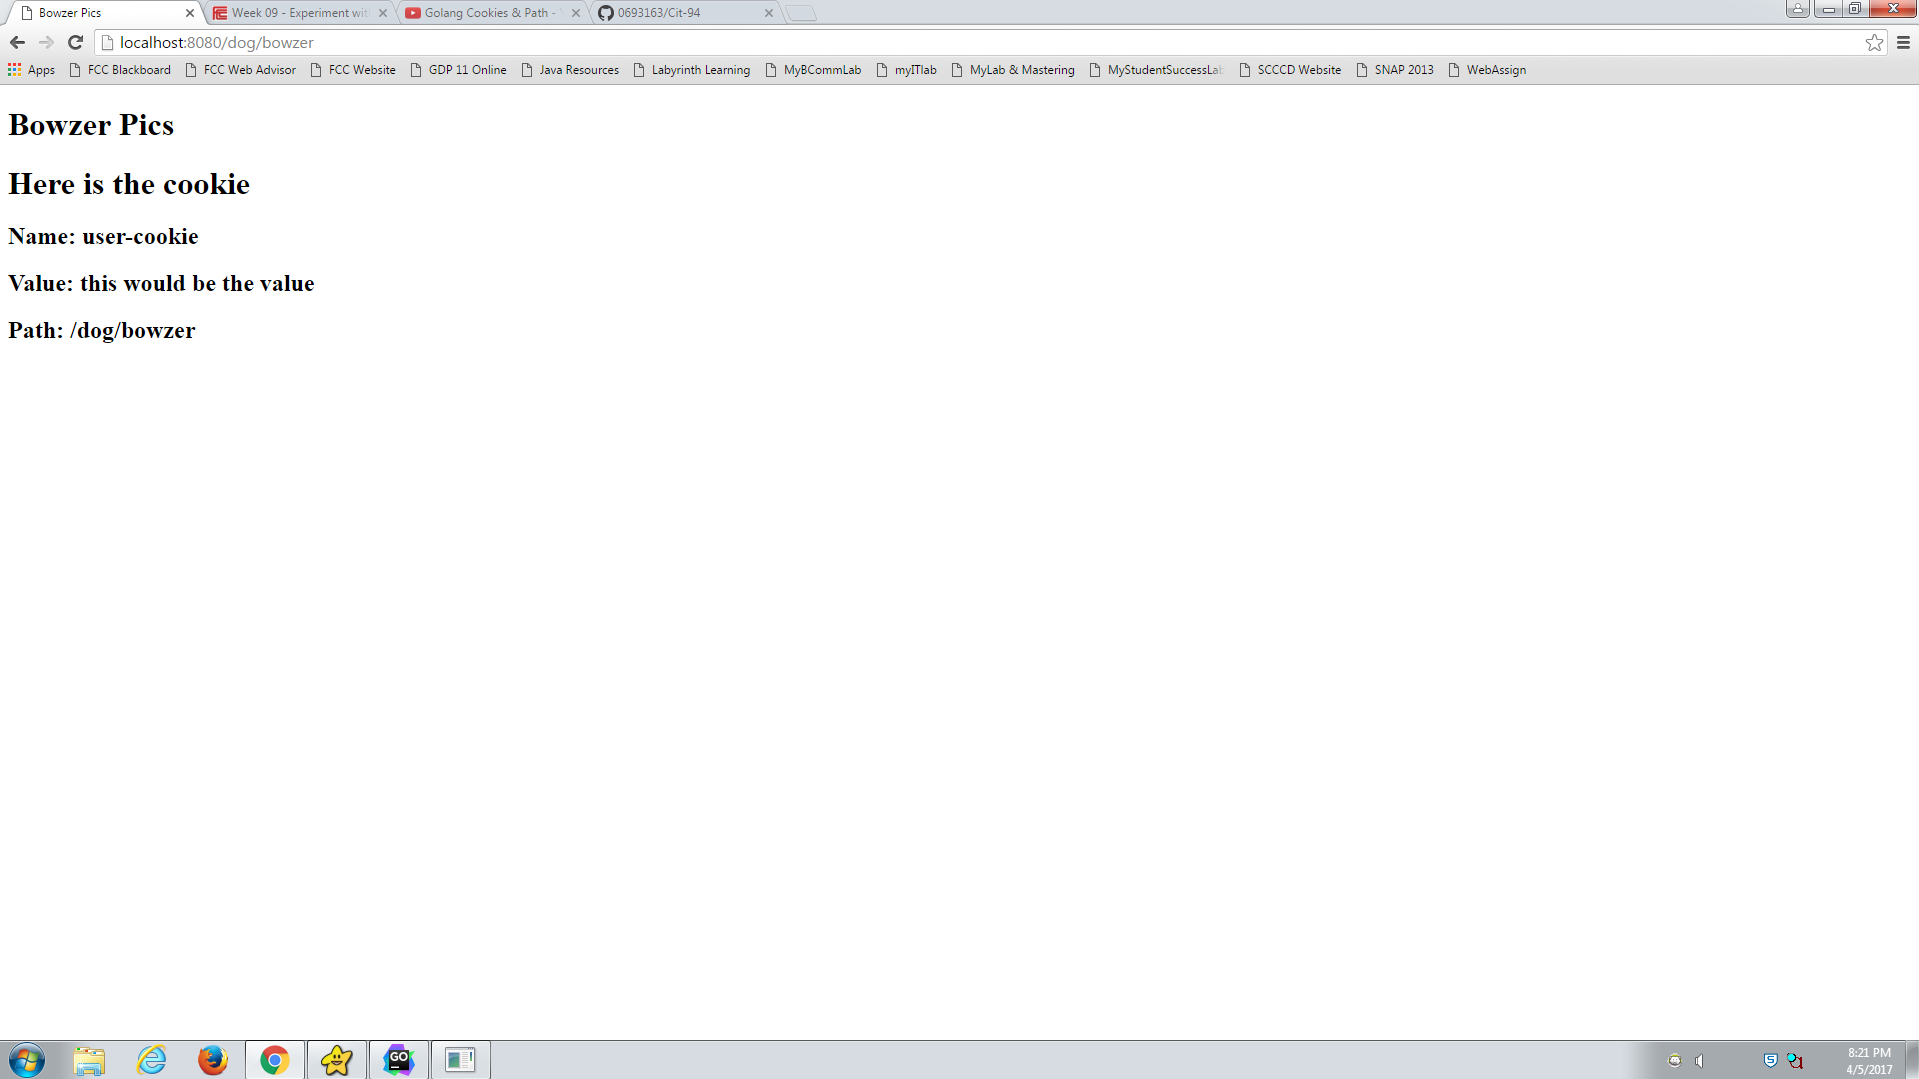 Bowzer Pics
Week 09 - Experiment wit
Golang Cookies & Path -
0693163/Cit-94
localhost:8080/dog/bowzer
Apps FCC Blackboard FCC Web Advisor FCC Website GDP 11 Online Java Resources Labyrinth Learning MyBCommLab myITlab MyLab & Mastering MyStudentSuccessLab SCCCD Website SNAP 2013 WebAssign
Bowzer Pics
Here is the cookie
Name: user-cookie
Value: this would be the value
Path: /dog/bowzer
GO
8:21 PM
4/5/2017